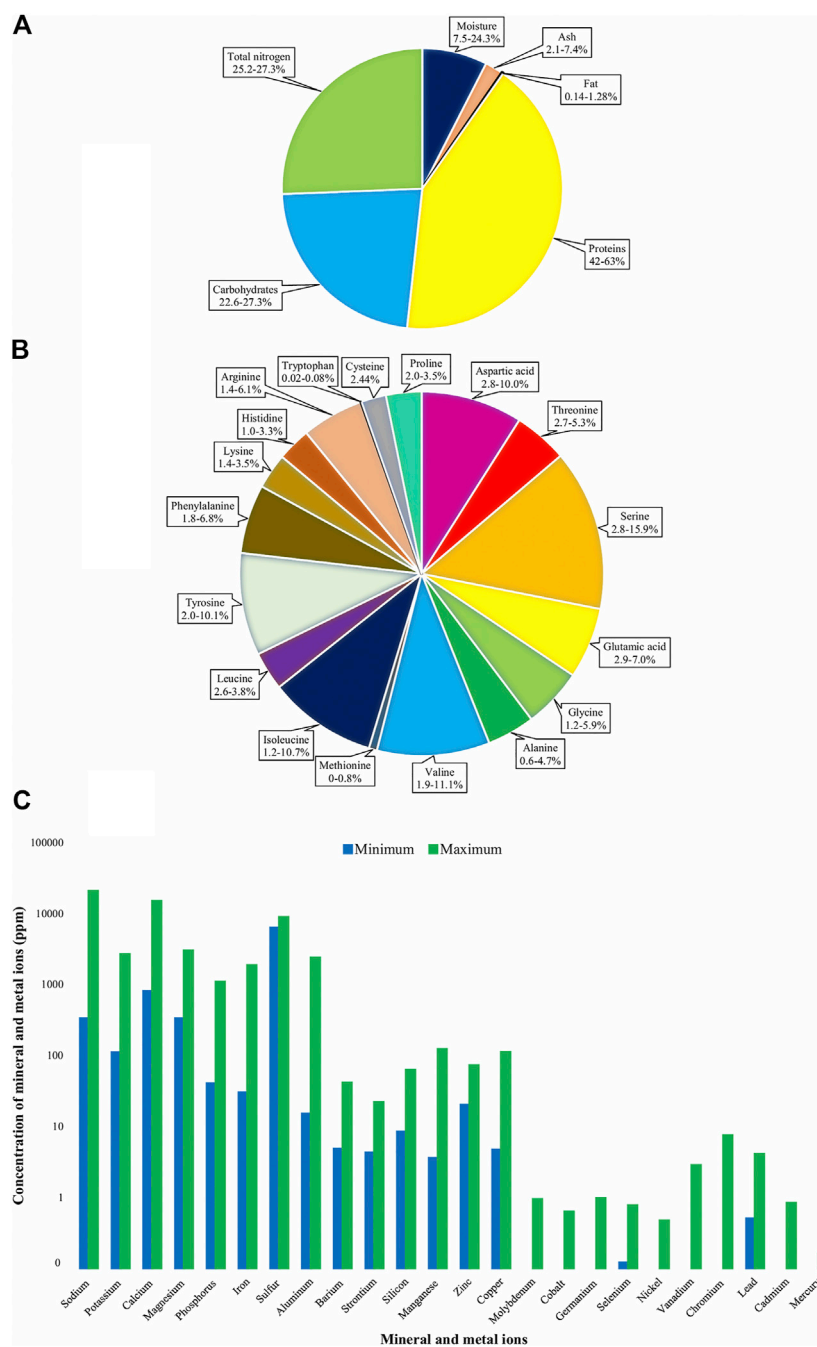 A
Moisture
7.5-24.3%
Ash
2.1-7.4%
Total nitrogen
25.2-27.3%
Fat
0.14-1.28%
Proteins
42-63%
Carbohydrates
22.6-27.3%
B
Tryptophan
0.02-0.08%
Cysteine
2.44%
Proline
2.0-3.5%
Aspartic acid
2.8-10.0%
Arginine
1.4-6.1%
Threonine
2.7-5.3%
Histidine
1.0-3.3%
Lysine
1.4-3.5%
Phenylalanine
1.8-6.8%
Serine
2.8-15.9%
Tyrosine
2.0-10.1%
Glutamic acid
2.9-7.0%
Leucine
2.6-3.8%
Glycine
1.2-5.9%
Isoleucine
1.2-10.7%
Alanine
0.6-4.7%
Methionine
0-0.8%
Valine
1.9-11.1%
C
Minimum
Maximum
Concentration of mineral and metal ions (ppm)
100000
10000
1000
100
10
1
0
Sodium
Potassium
Calcium
Magnesium
Phosphorus
Iron
Sulfur
Aluminum
Barium
Strontium
Silicon
Manganese
Zinc
Copper
Molybdenum
Cobalt
Germanium
Selenium
Nickel
Vanadium
Chromium
Lead
Cadmium
Mercury
Mineral and metal ions